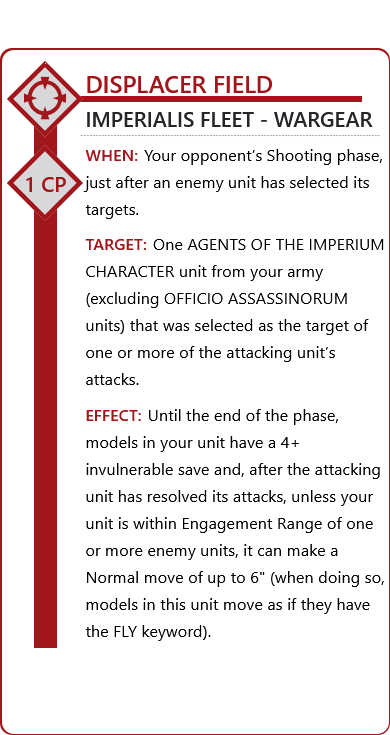 DISPLACER FIELD
IMPERIALIS FLEET - WARGEAR
1 CP
WHEN: Your opponent’s Shooting phase,
just after an enemy unit has selected its
targets.
TARGET: One AGENTS OF THE IMPERIUM
CHARACTER unit from your army
(excluding OFFICIO ASSASSINORUM
units) that was selected as the target of
one or more of the attacking unit’s
attacks.
EFFECT: Until the end of the phase,
models in your unit have a 4+
invulnerable save and, after the attacking
unit has resolved its attacks, unless your
unit is within Engagement Range of one
or more enemy units, it can make a
Normal move of up to 6" (when doing so,
models in this unit move as if they have
the FLY keyword).